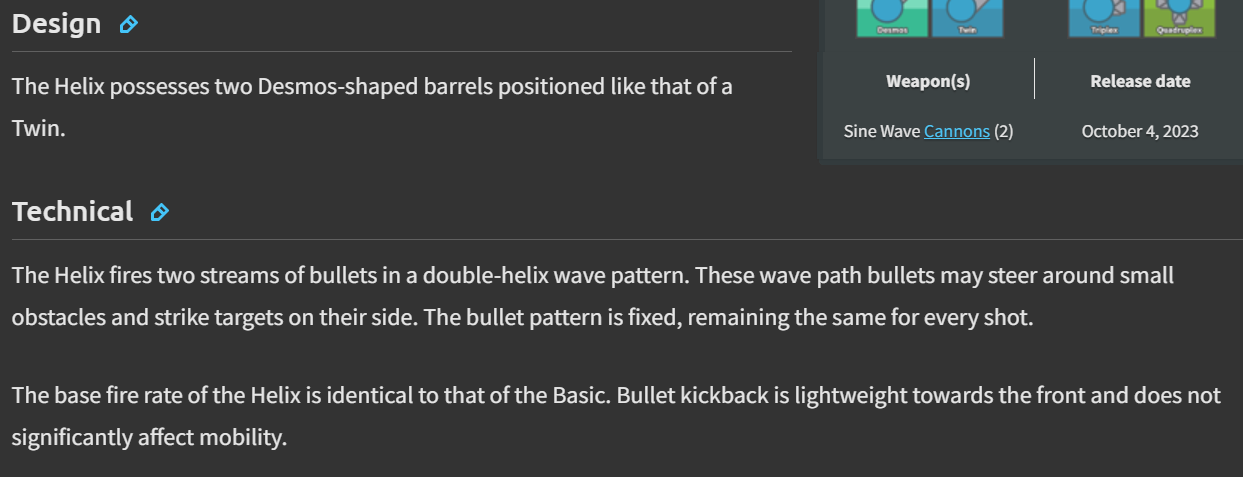 Design
The Helix possesses two Desmos-shaped barrels positioned like that of a
Twin.
Desmos
Twin
Triplex
Quadruplex
Weapon(s)
Release date
Sine Wave Cannons (2)
October 4, 2023
Technical
The Helix fires two streams of bullets in a double-helix wave pattern. These wave path bullets may steer around small
obstacles and strike targets on their side. The bullet pattern is fixed, remaining the same for every shot.
The base fire rate of the Helix is identical to that of the Basic. Bullet kickback is lightweight towards the front and does not
significantly affect mobility.